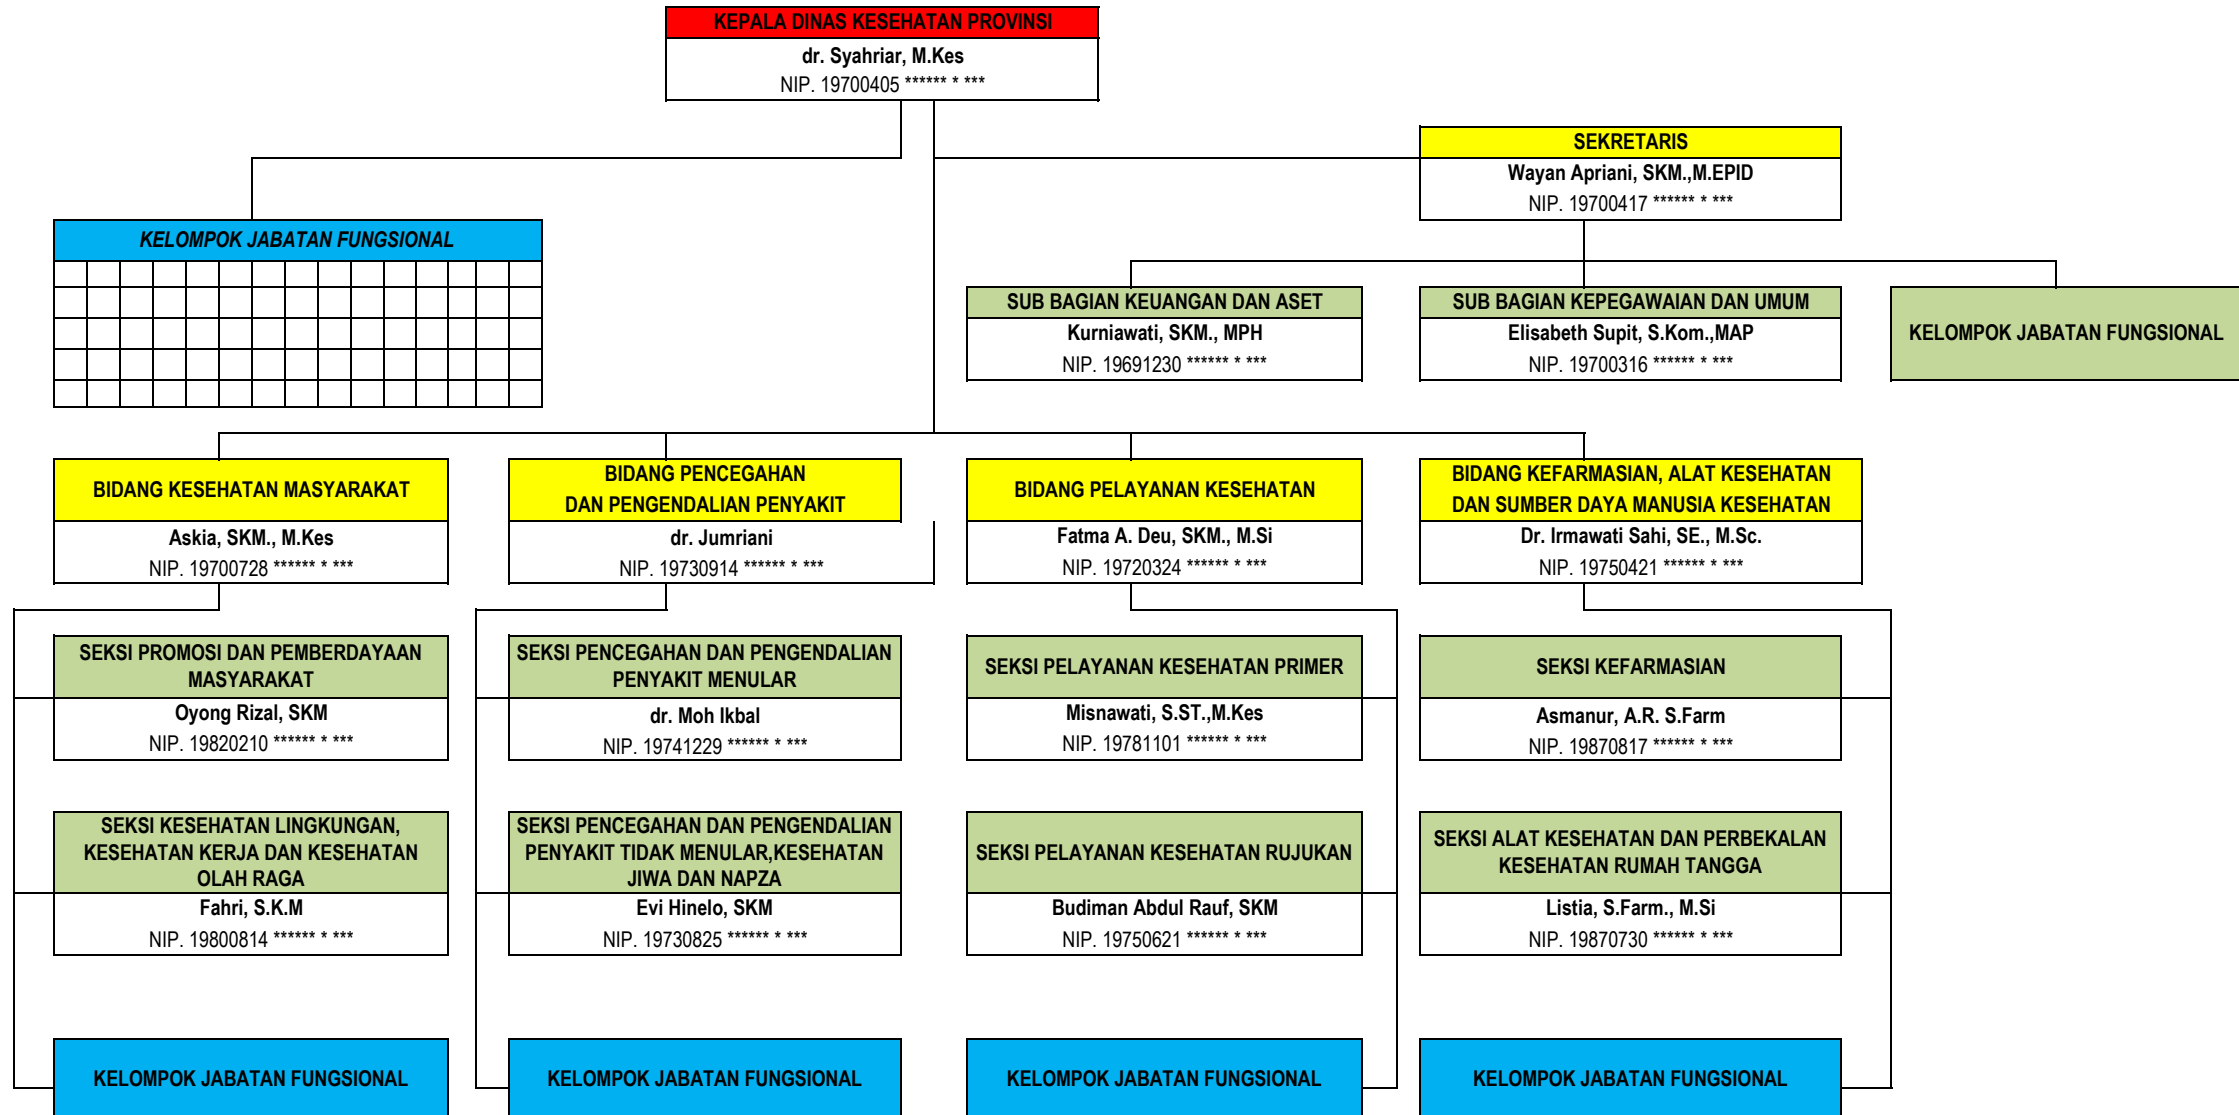 KEPALA DINAS KESEHATAN PROVINSI
dr. Syahriar, M.Kes
NIP. 19700405 ****** * ***
SEKRETARIS
Wayan Apriani, SKM.,M.EPID
NIP. 19700417 ****** * ***
KELOMPOK JABATAN FUNGSIONAL
SUB BAGIAN KEUANGAN DAN ASET
Kurniawati, SKM., MPH
NIP. 19691230 ****** * ***
SUB BAGIAN KEPEGAWAIAN DAN UMUM
Elisabeth Supit, S.Kom.,MAP
NIP. 19700316 ****** * ***
KELOMPOK JABATAN FUNGSIONAL
BIDANG KESEHATAN MASYARAKAT
Askia, SKM., M.Kes
NIP. 19700728 ****** * ***
BIDANG PENCEGAHAN
DAN PENGENDALIAN PENYAKIT
dr. Jumriani
NIP. 19730914 ****** * ***
BIDANG PELAYANAN KESEHATAN
Fatma A. Deu, SKM., M.Si
NIP. 19720324 ****** * ***
BIDANG KEFARMASIAN, ALAT KESEHATAN
DAN SUMBER DAYA MANUSIA KESEHATAN
Dr. Irmawati Sahi, SE., M.Sc.
NIP. 19750421 ****** * ***
SEKSI PROMOSI DAN PEMBERDAYAAN
MASYARAKAT
Oyong Rizal, SKM
NIP. 19820210 ****** * ***
SEKSI PENCEGAHAN DAN PENGENDALIAN
PENYAKIT MENULAR
dr. Moh Ikbal
NIP. 19741229 ****** * ***
SEKSI PELAYANAN KESEHATAN PRIMER
Misnawati, S.ST.,M.Kes
NIP. 19781101 ****** * ***
SEKSI KEFARMASIAN
Asmanur, A.R. S.Farm
NIP. 19870817 ****** * ***
SEKSI KESEHATAN LINGKUNGAN,
KESEHATAN KERJA DAN KESEHATAN
OLAH RAGA
Fahri, S.K.M
NIP. 19800814 ****** * ***
SEKSI PENCEGAHAN DAN PENGENDALIAN
PENYAKIT TIDAK MENULAR,KESEHATAN
JIWA DAN NAPZA
Evi Hinelo, SKM
NIP. 19730825 ****** * ***
SEKSI PELAYANAN KESEHATAN RUJUKAN
Budiman Abdul Rauf, SKM
NIP. 19750621 ****** * ***
SEKSI ALAT KESEHATAN DAN PERBEKALAN
KESEHATAN RUMAH TANGGA
Listia, S.Farm., M.Si
NIP. 19870730 ****** * ***
KELOMPOK JABATAN FUNGSIONAL
KELOMPOK JABATAN FUNGSIONAL
KELOMPOK JABATAN FUNGSIONAL
KELOMPOK JABATAN FUNGSIONAL